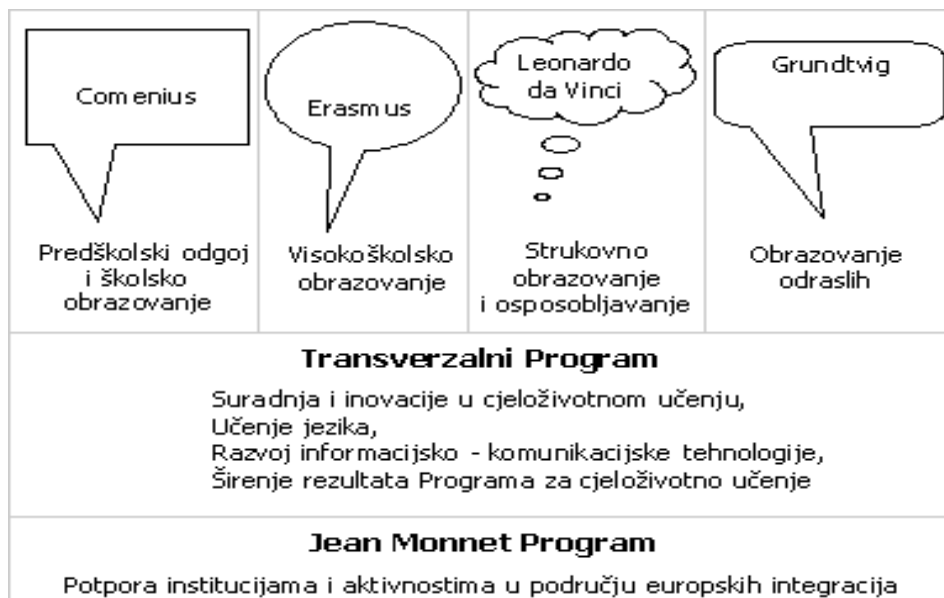 Comenius
Predškolski odgoj
i školsko
obrazovanje
Erasmus
Visokoškolsko
obrazovanje
Leonardo
da Vinci
Strukovno
obrazovanje
i osposobljavanje
Grundtvig
Obrazovanje
odraslih
Transverzalni Program
Suradnja i inovacije u cjeloživotnom učenju,
Učenje jezika,
Razvoj informacijsko - komunikacijske tehnologije,
Širenje rezultata Programa za cjeloživotno učenje
Jean Monnet Program
Potpora institucijama i aktivnostima u području europskih integracija